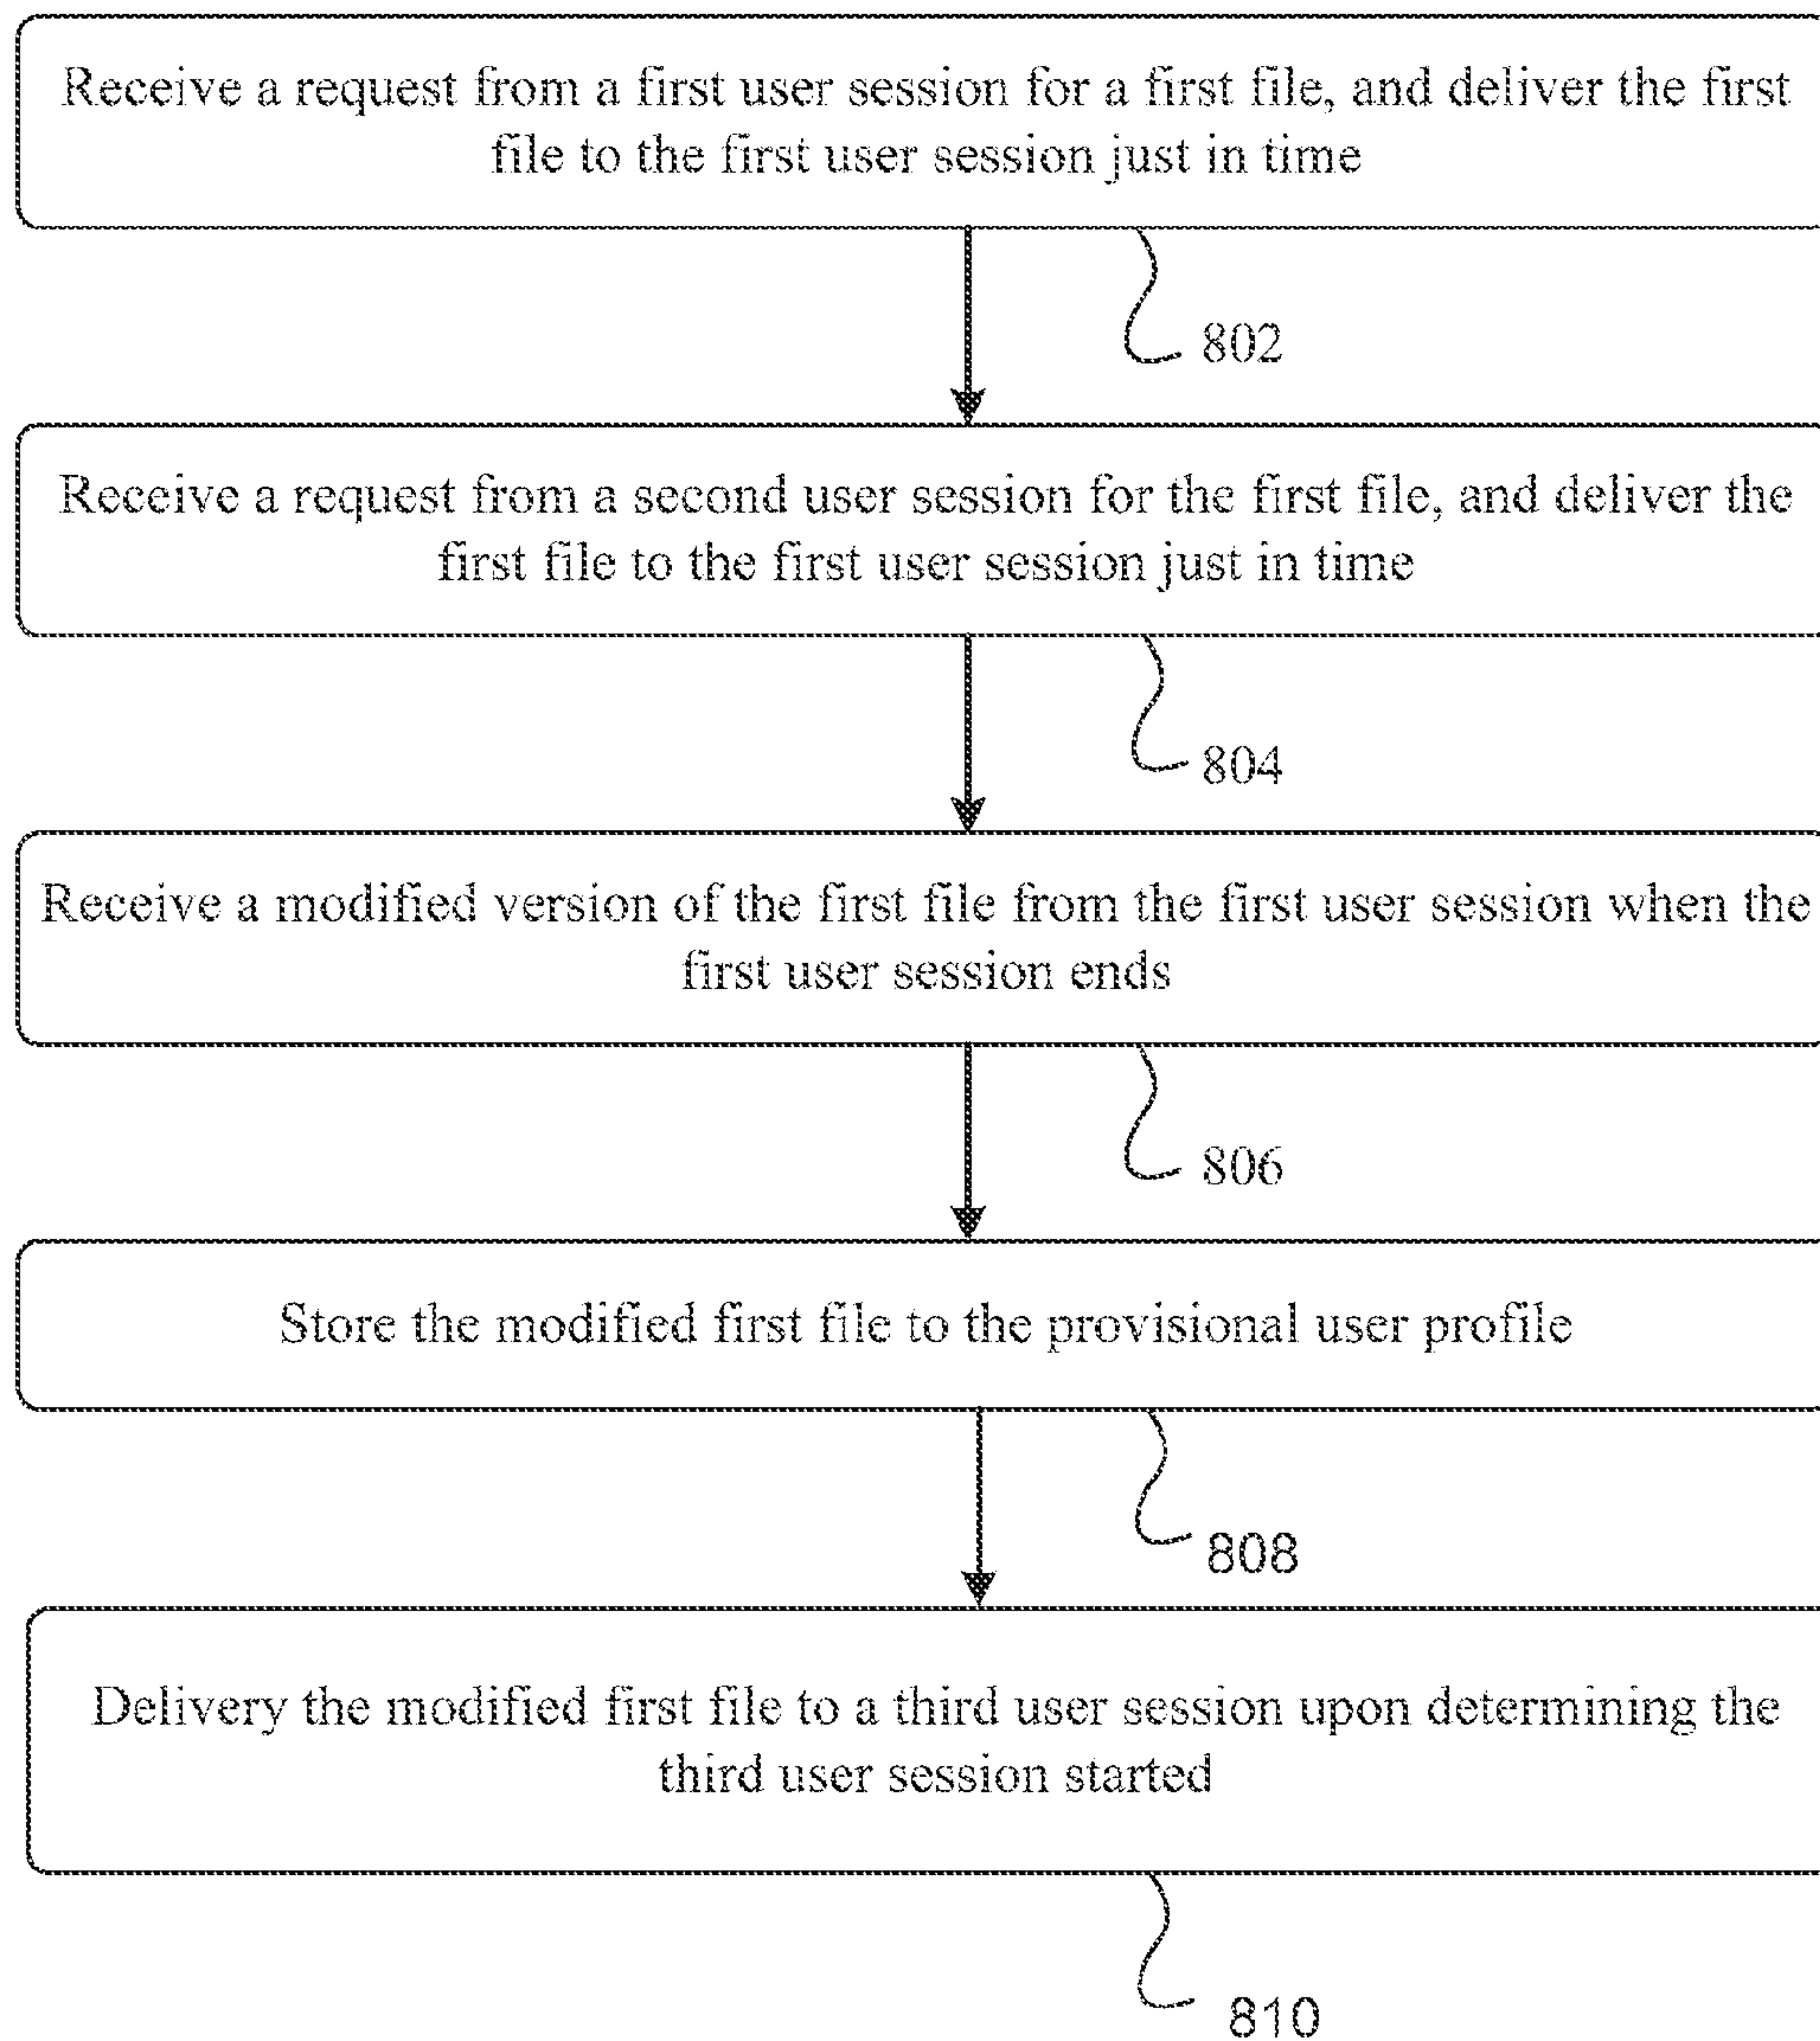 Receive a request from a first user session for a first file, and deliver the first
file to the first user session just in time
802
Receive a request from a second user session for the first file, and deliver the
first file to the first user session just in time
804
Receive a modified version of the first file from the first user session when the
first user session ends
806
Store the modified first file to the provisional user profile
808
Delivery the modified first file to a third user session upon determining the
third user session started
810